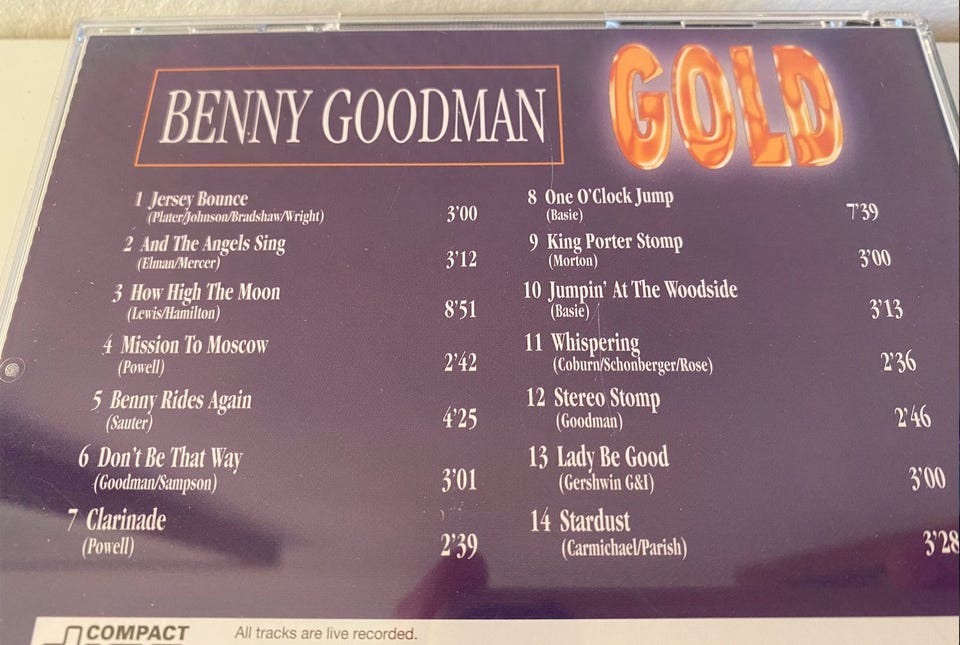 BENNY GOODMAN
GOLD
1 Jersey Bounce
(Plater/Johnson/Bradshaw/Wright) 3'00
2 And The Angels Sing
(Elman/Mercer) 3'12
3 How High The Moon
(Lewis/Hamilton) 8'51
4 Mission To Moscow
(Powell) 2'42
5 Benny Rides Again
(Sauter) 4'25
6 Don't Be That Way
(Goodman/Sampson) 3'01
7 Clarinade
(Powell) 2'39
8 One O'Clock Jump
(Basie) 7'39
9 King Porter Stomp
(Morton) 3'00
10 Jumpin' At The Woodside
(Basie) 3'13
11 Whispering
(Coburn/Schonberger/Rose) 2'36
12 Stereo Stomp
(Goodman) 2'46
13 Lady Be Good
(Gershwin G&I) 3'00
14 Stardust
(Carmichael/Parish) 3'28
COMPACT
All tracks are live recorded.